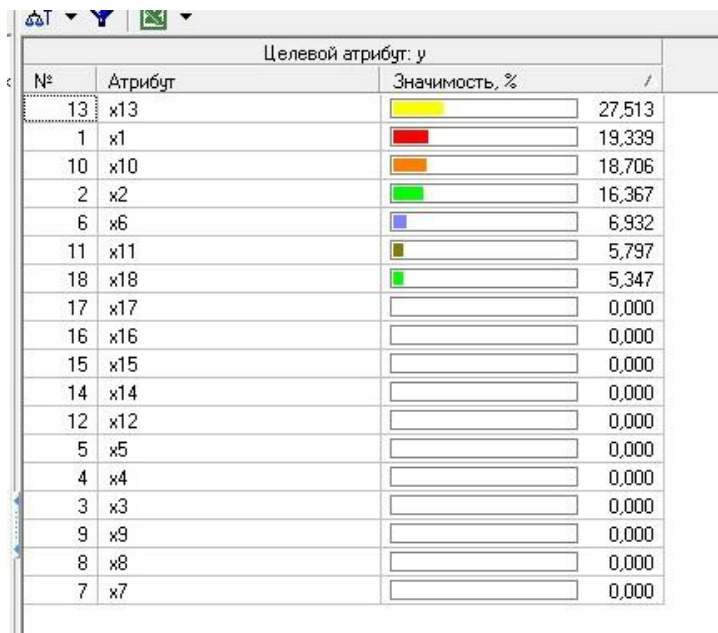 Целевой атрибут: y
№ Атрибут Значимость, % /
13 x13 27,513
1 x1 19,339
10 x10 18,706
2 x2 16,367
6 x6 6,932
11 x11 5,797
18 x18 5,347
17 x17 0,000
16 x16 0,000
15 x15 0,000
14 x14 0,000
12 x12 0,000
5 x5 0,000
4 x4 0,000
3 x3 0,000
9 x9 0,000
8 x8 0,000
7 x7 0,000